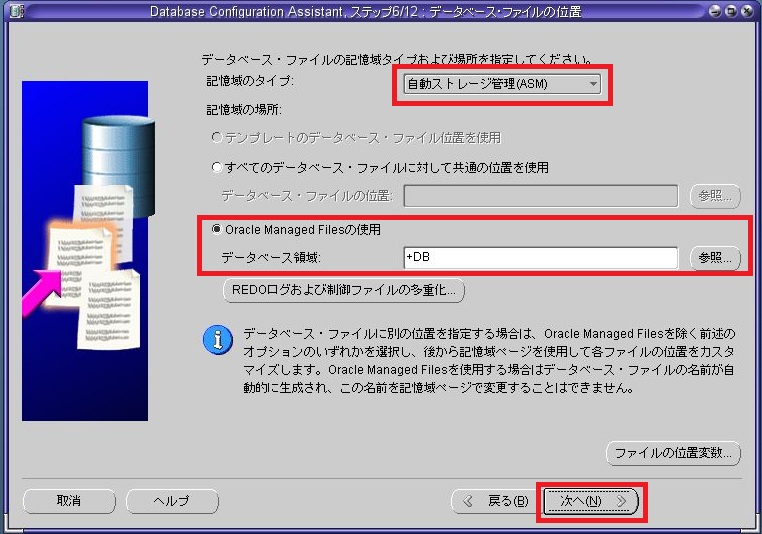 Database Configuration Assistant, ステップ6/12 : データベース・ファイルの位置
データベース・ファイルの記憶域タイプおよび場所を指定してください。
記憶域のタイプ: 自動ストレージ管理(ASM)
記憶域の場所:
テンプレートのデータベース・ファイル位置を使用
すべてのデータベース・ファイルに対して共通の位置を使用
データベース・ファイルの位置: 参照...
Oracle Managed Filesの使用
データベース領域: +DB 参照...
REDOログおよび制御ファイルの多重化...
データベース・ファイルに別の位置を指定する場合は、Oracle Managed Filesを除く前述の
オプションのいずれかを選択し、後から記憶域ページを使用して各ファイルの位置をカスタ
マイズします。Oracle Managed Filesを使用する場合はデータベース・ファイルの名前が自
動的に生成され、この名前を記憶域ページで変更することはできません。
ファイルの位置変数...
取消 ヘルプ 戻る(B) 次へ(N)